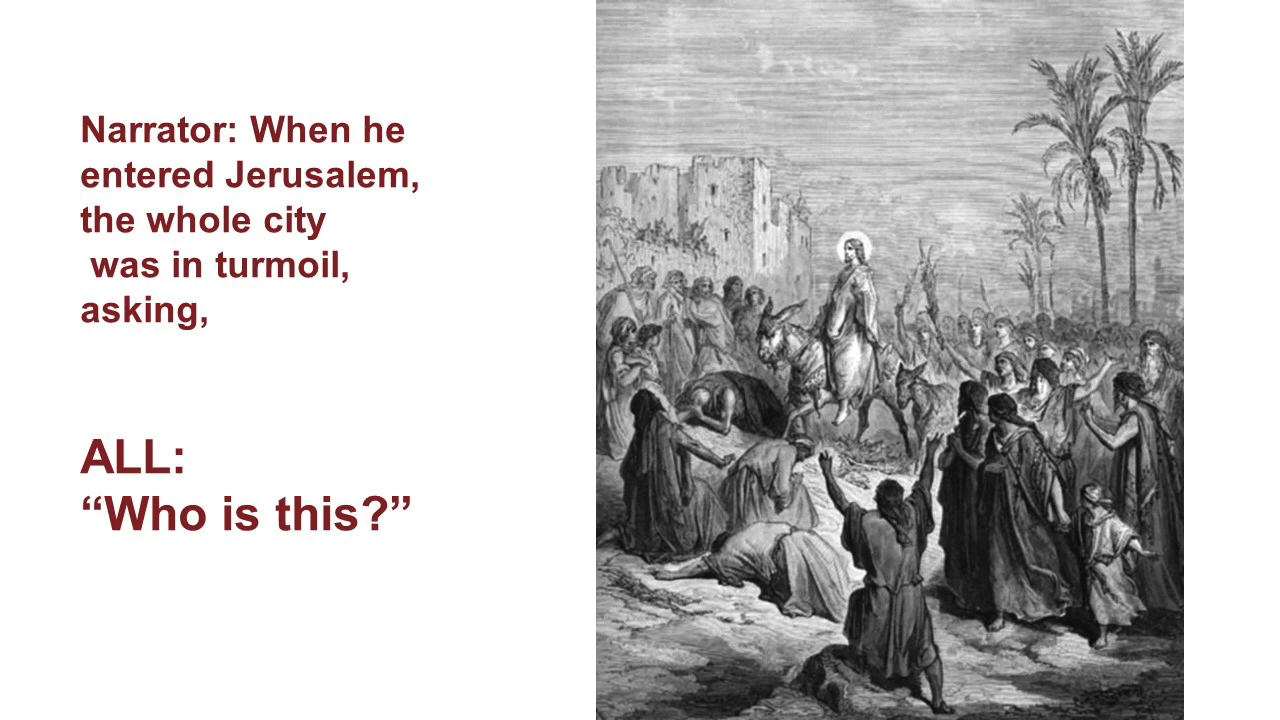 Narrator: When he
entered Jerusalem,
the whole city
was in turmoil,
asking,
ALL:
“Who is this?”